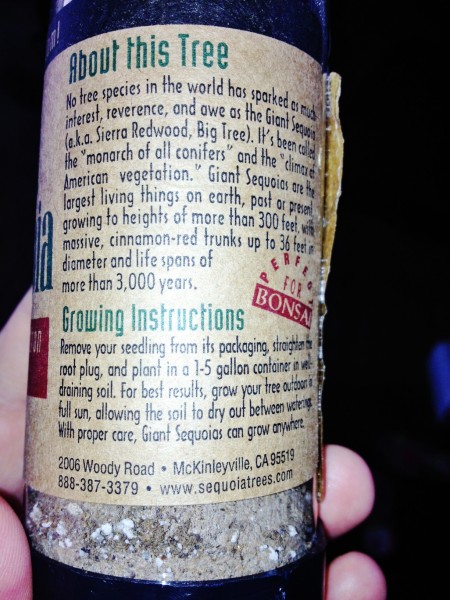 About this Tree
No tree species in the world has sparked as much
interest, reverence, and awe as the Giant Sequoia
(a.k.a. Sierra Redwood, Big Tree). It's been called
the "monarch of all conifers" and the "climax of
American vegetation." Giant Sequoias are the
largest living things on earth, past or present,
growing to heights of more than 300 feet, with
massive, cinnamon-red trunks up to 36 feet in
diameter and life spans of
more than 3,000 years.
PERFEC
FOR
BONSAI
Growing Instructions
Remove your seedling from its packaging, straighten the
root plug, and plant in a 1-5 gallon container in well-
draining soil. For best results, grow your tree outdoors in
full sun, allowing the soil to dry out between waterings.
With proper care, Giant Sequoias can grow anywhere.
2006 Woody Road • McKinleyville, CA 95519
888-387-3379 • www.sequoiatrees.com
ia